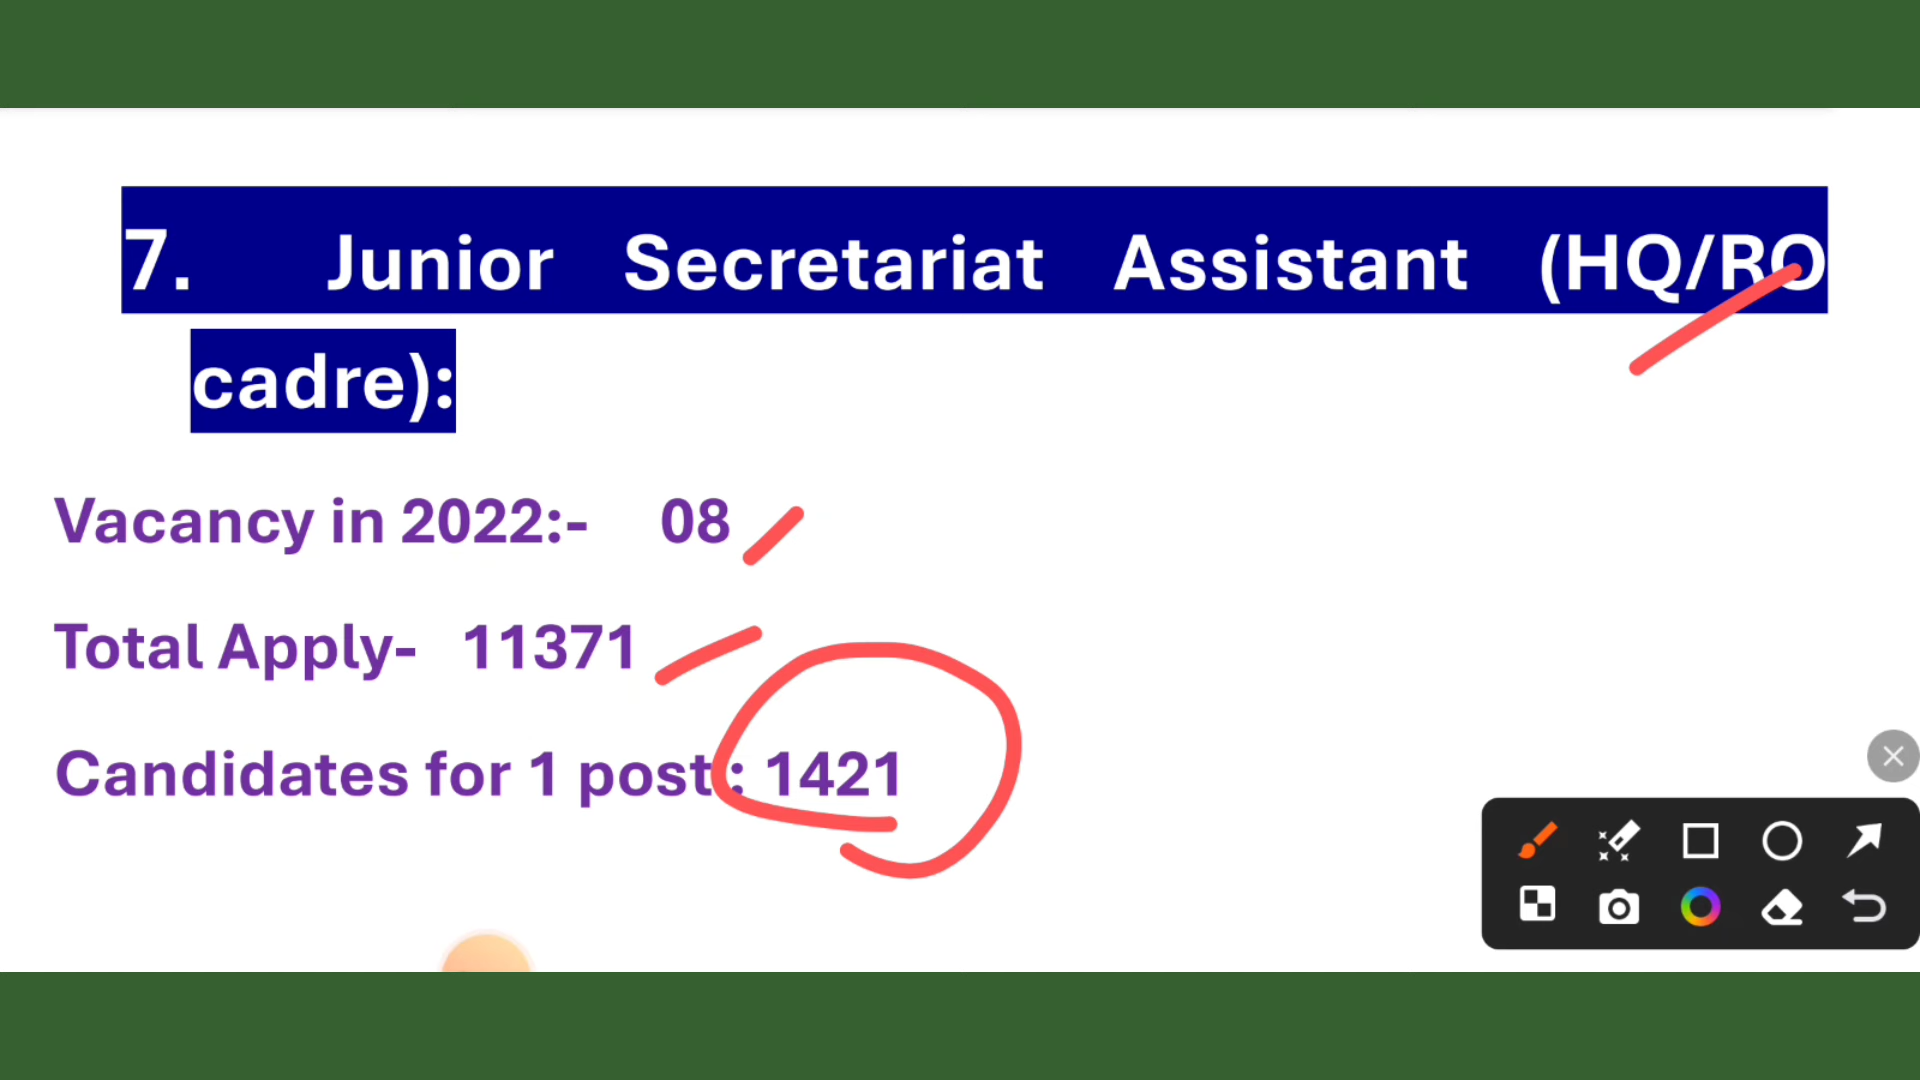 7. Junior Secretariat Assistant (HQ/RO
cadre):
Vacancy in 2022:- 08
Total Apply- 11371
Candidates for 1 post : 1421